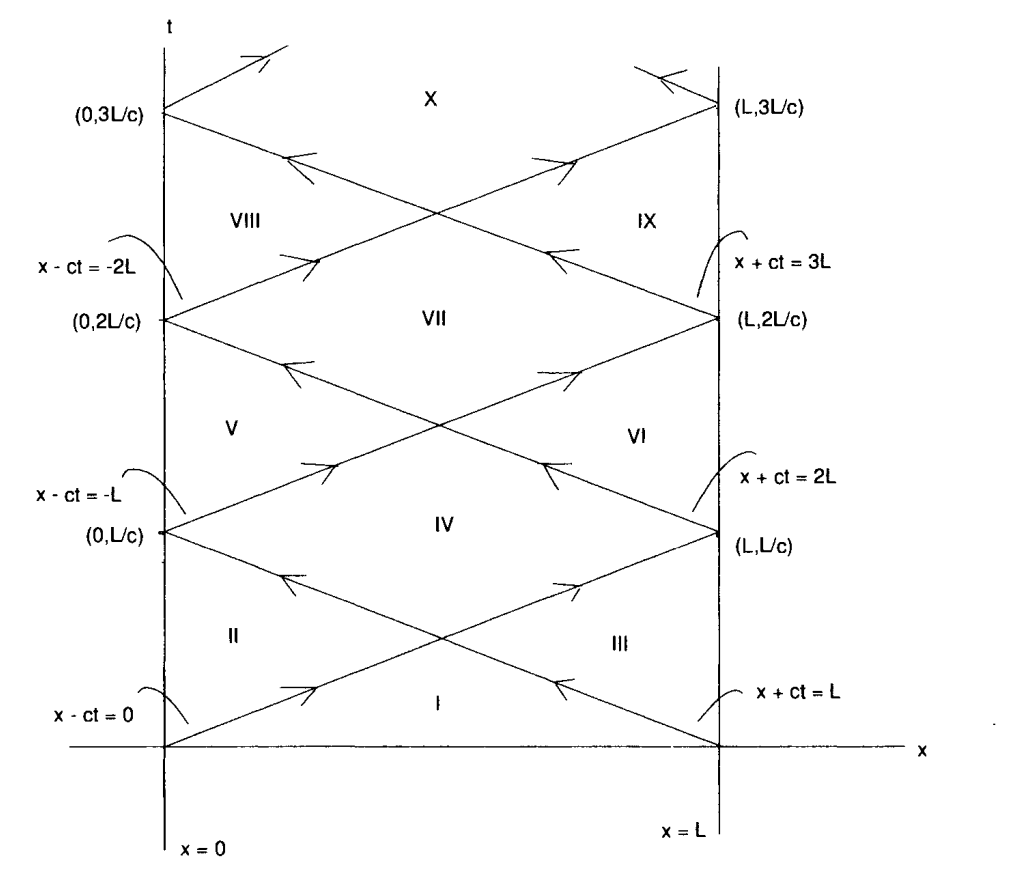 t
X
(0,3L/c)
(L,3L/c)
VIII
IX
x - ct = -2L
x + ct = 3L
(0,2L/c)
VII
(L,2L/c)
V
VI
x - ct = -L
x + ct = 2L
(0,L/c)
IV
(L,L/c)
II
III
x - ct = 0
I
x + ct = L
x
x = 0
x = L